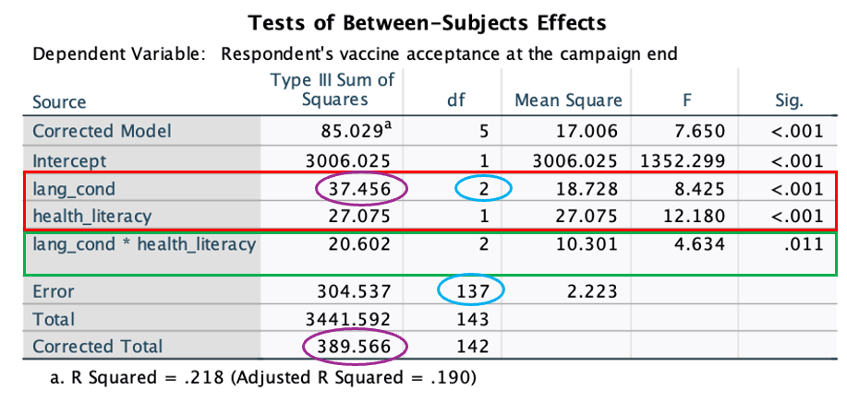 Tests of Between-Subjects Effects
Dependent Variable: Respondent's vaccine acceptance at the campaign end
Source Type III Sum of Squares df Mean Square F Sig.
Corrected Model 85.029a 5 17.006 7.650 <.001
Intercept 3006.025 1 3006.025 1352.299 <.001
lang_cond 37.456 2 18.728 8.425 <.001
health_literacy 27.075 1 27.075 12.180 <.001
lang_cond * health_literacy 20.602 2 10.301 4.634 .011
Error 304.537 137 2.223
Total 3441.592 143
Corrected Total 389.566 142
a. R Squared = .218 (Adjusted R Squared = .190)